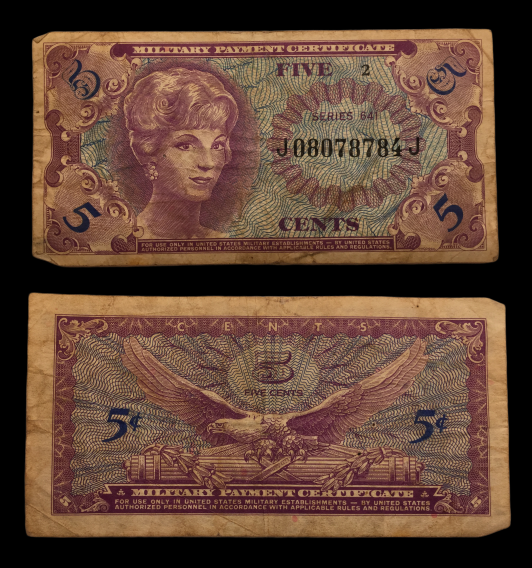 MILITARY PAYMENT CERTIFICATE
5 FIVE 2 5
SERIES 641
J08078784J
5 CENTS 5
FOR USE ONLY IN UNITED STATES MILITARY ESTABLISHMENTS — BY UNITED STATES
AUTHORIZED PERSONNEL IN ACCORDANCE WITH APPLICABLE RULES AND REGULATIONS.
CENTS
5
FIVE CENTS
5¢ 5¢
MILITARY PAYMENT CERTIFICATE
FOR USE ONLY IN UNITED STATES MILITARY ESTABLISHMENTS — BY UNITED STATES
AUTHORIZED PERSONNEL IN ACCORDANCE WITH APPLICABLE RULES AND REGULATIONS.